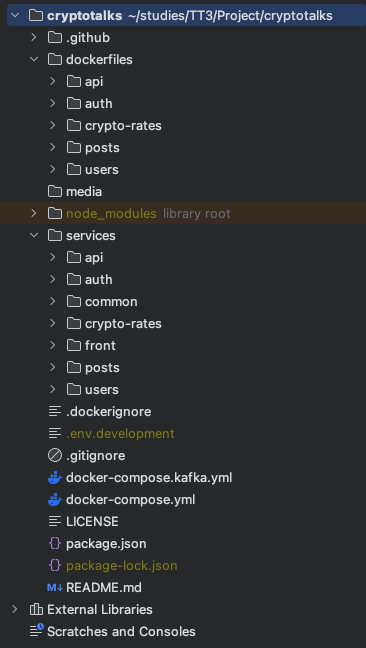 cryptotalks ~/studies/TT3/Project/cryptotalks
.github
dockerfiles
api
auth
crypto-rates
posts
users
media
node_modules library root
services
api
auth
common
crypto-rates
front
posts
users
.dockerignore
.env.development
.gitignore
docker-compose.kafka.yml
docker-compose.yml
LICENSE
package.json
package-lock.json
M↓ README.md
External Libraries
Scratches and Consoles